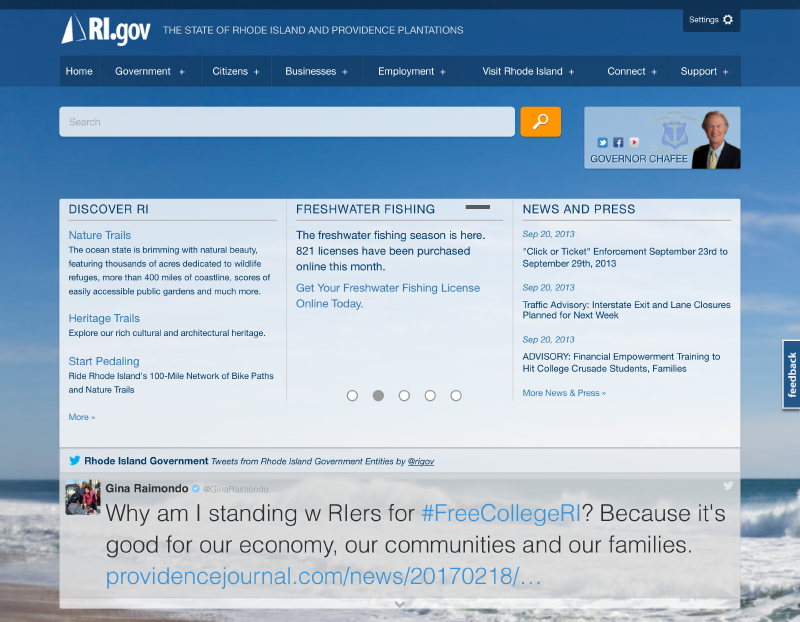 Settings
RI.gov THE STATE OF RHODE ISLAND AND PROVIDENCE PLANTATIONS
Home Government + Citizens + Businesses + Employment + Visit Rhode Island + Connect + Support +
Search
GOVERNOR CHAFEE
DISCOVER RI
Nature Trails
The ocean state is brimming with natural beauty,
featuring thousands of acres dedicated to wildlife
refuges, more than 400 miles of coastline, scores of
easily accessible public gardens and much more.
Heritage Trails
Explore our rich cultural and architectural heritage.
Start Pedaling
Ride Rhode Island's 100-Mile Network of Bike Paths
and Nature Trails
More »
FRESHWATER FISHING
The freshwater fishing season is here.
821 licenses have been purchased
online this month.
Get Your Freshwater Fishing License
Online Today.
NEWS AND PRESS
Sep 20, 2013
"Click or Ticket" Enforcement September 23rd to
September 29th, 2013
Sep 20, 2013
Traffic Advisory: Interstate Exit and Lane Closures
Planned for Next Week
Sep 20, 2013
ADVISORY: Financial Empowerment Training to
Hit College Crusade Students, Families
More News & Press »
feedback
Rhode Island Government Tweets from Rhode Island Government Entities by @rigov
Gina Raimondo @GinaRaimondo
Why am I standing w RIers for #FreeCollegeRI? Because it's
good for our economy, our communities and our families.
providencejournal.com/news/20170218/…